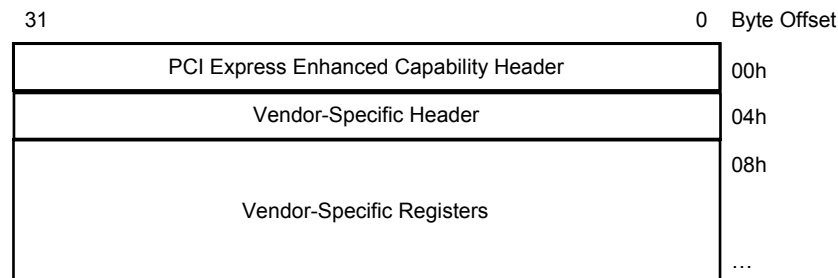 31 0 Byte Offset
PCI Express Enhanced Capability Header 00h
Vendor-Specific Header 04h
08h
Vendor-Specific Registers
…